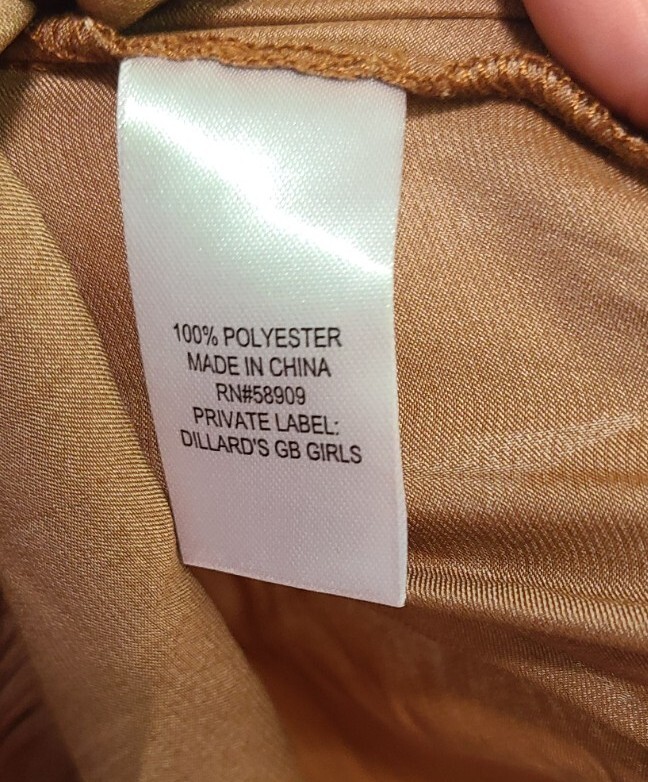 100% POLYESTER
MADE IN CHINA
RN#58909
PRIVATE LABEL:
DILLARD'S GB GIRLS